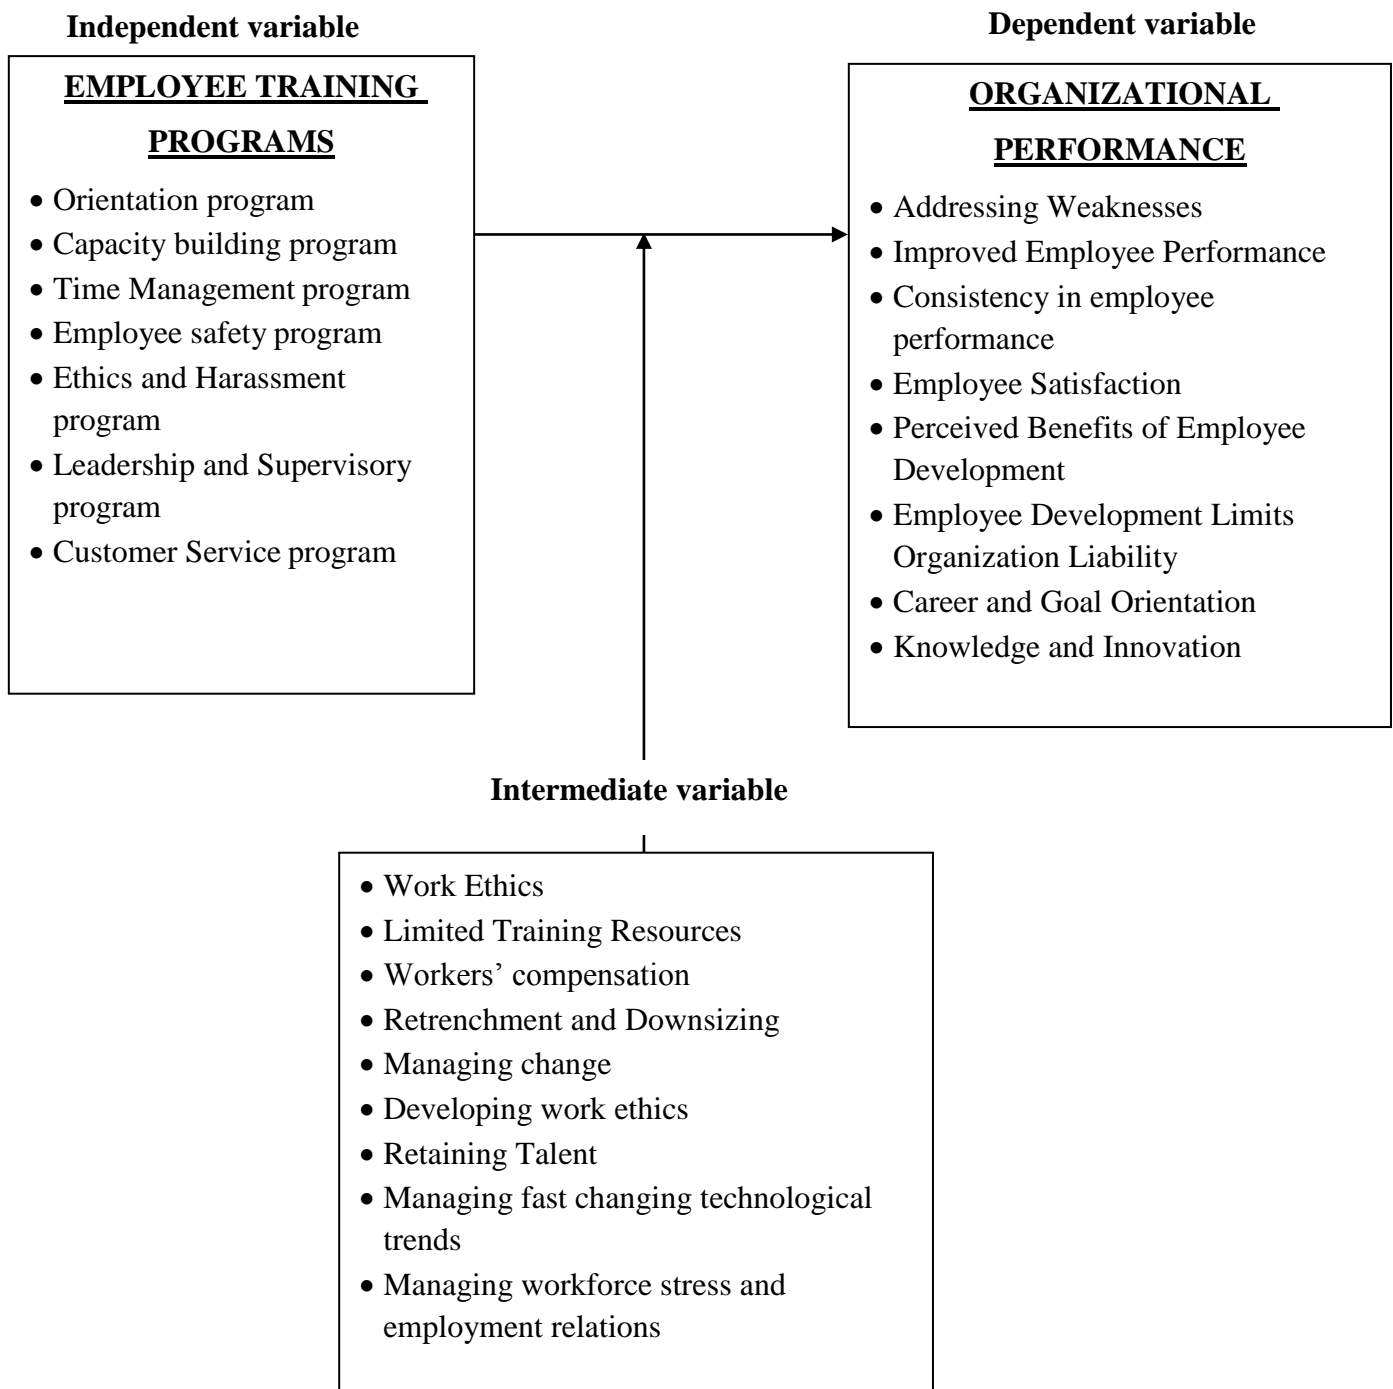 Independent variable
EMPLOYEE TRAINING
PROGRAMS
• Orientation program
• Capacity building program
• Time Management program
• Employee safety program
• Ethics and Harassment
program
• Leadership and Supervisory
program
• Customer Service program
Dependent variable
ORGANIZATIONAL
PERFORMANCE
• Addressing Weaknesses
• Improved Employee Performance
• Consistency in employee
performance
• Employee Satisfaction
• Perceived Benefits of Employee
Development
• Employee Development Limits
Organization Liability
• Career and Goal Orientation
• Knowledge and Innovation
Intermediate variable
• Work Ethics
• Limited Training Resources
• Workers’ compensation
• Retrenchment and Downsizing
• Managing change
• Developing work ethics
• Retaining Talent
• Managing fast changing technological
trends
• Managing workforce stress and
employment relations